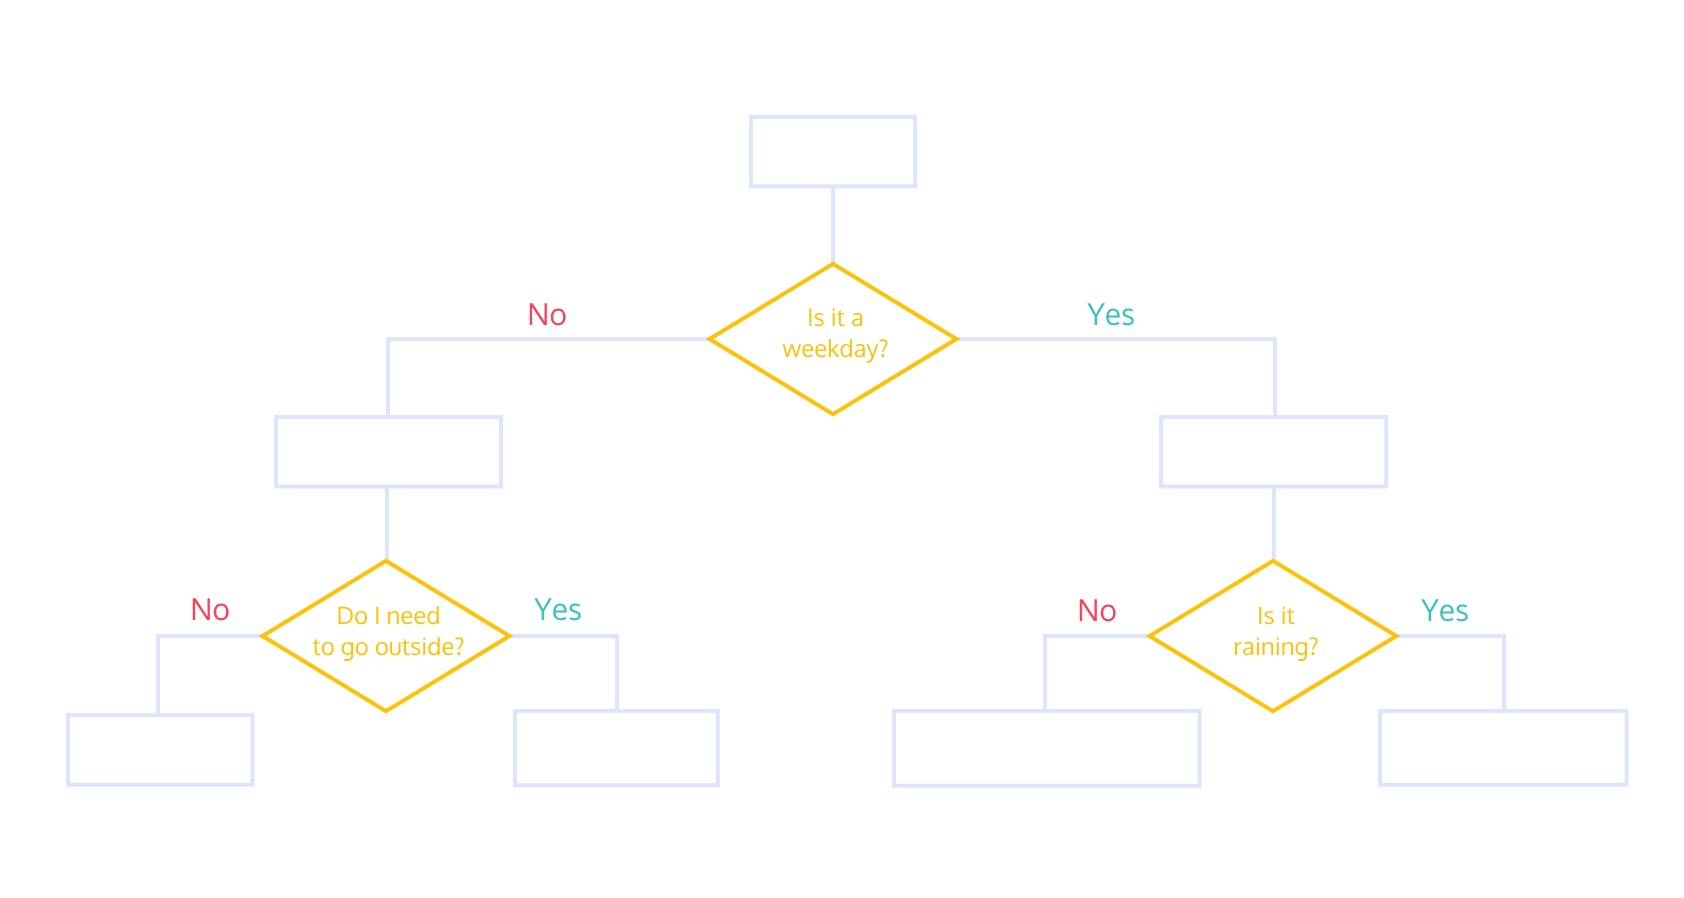 No
Is it a
weekday?
Yes
No
Do I need
to go outside?
Yes
No
Is it
raining?
Yes